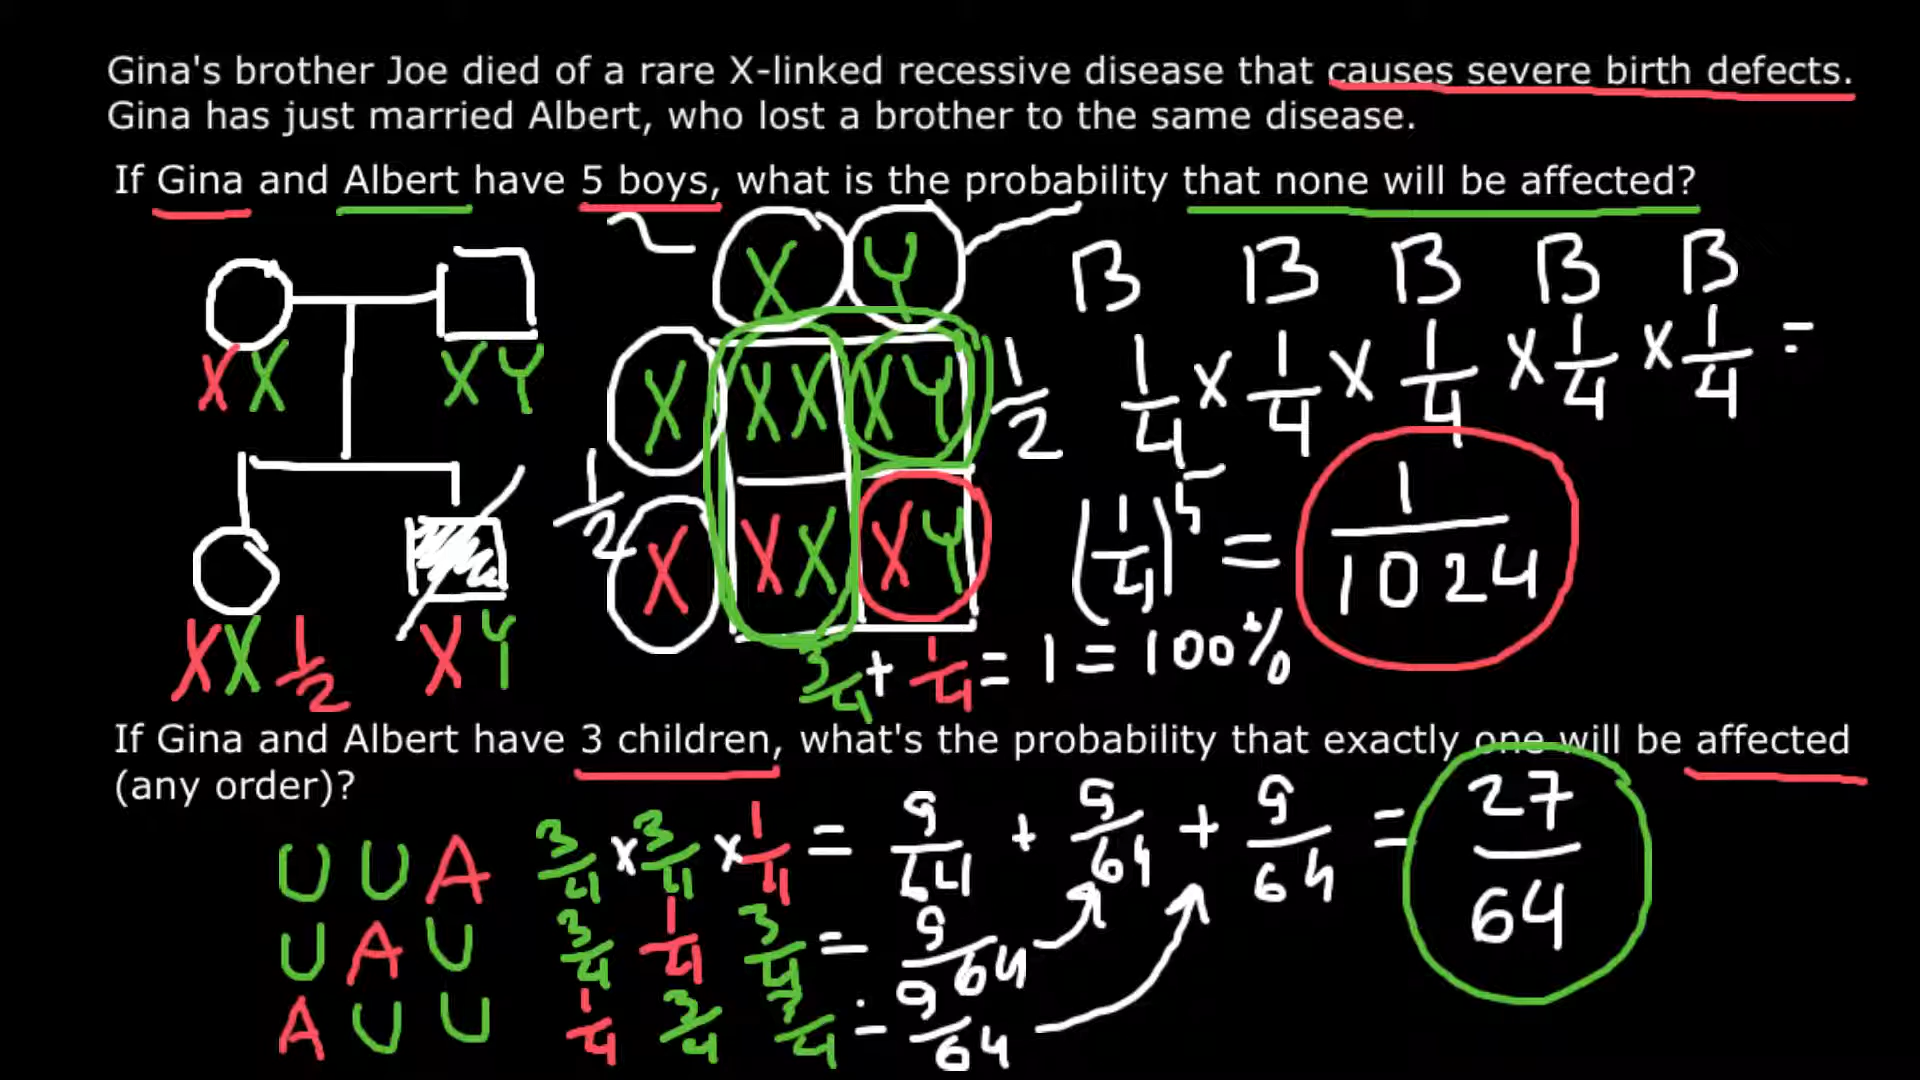 Gina's brother Joe died of a rare X-linked recessive disease that causes severe birth defects.
Gina has just married Albert, who lost a brother to the same disease.
If Gina and Albert have 5 boys, what is the probability that none will be affected?
X Y B B B B B
XX XY X XX XY 1/2 1/4 x 1/4 x 1/4 x 1/4 x 1/4 =
1/2 X XX XY (1/4)^5 = 1/1024
XX 1/2 XY 3/4 + 1/4 = 1 = 100%
If Gina and Albert have 3 children, what's the probability that exactly one will be affected
(any order)?
U U A 3/4 x 3/4 x 1/4 = 9/64 + 9/64 + 9/64 = 27/64
U A U 3/4 1/4 3/4 = 9/64
A U U 1/4 3/4 3/4 = 9/64